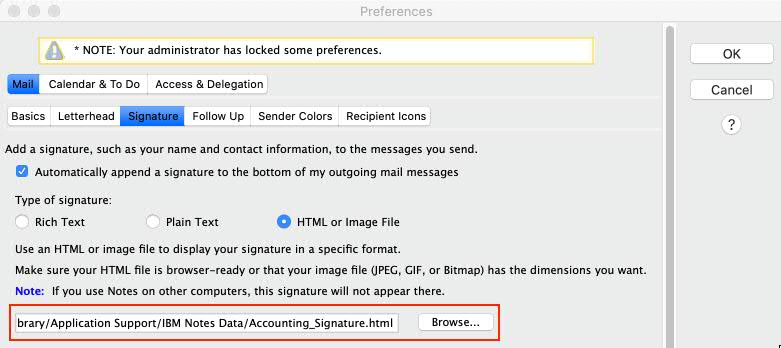 Preferences
* NOTE: Your administrator has locked some preferences.
OK
Mail Calendar & To Do Access & Delegation
Cancel
Basics Letterhead Signature Follow Up Sender Colors Recipient Icons
?
Add a signature, such as your name and contact information, to the messages you send.
Automatically append a signature to the bottom of my outgoing mail messages
Type of signature:
Rich Text Plain Text HTML or Image File
Use an HTML or image file to display your signature in a specific format.
Make sure your HTML file is browser-ready or that your image file (JPEG, GIF, or Bitmap) has the dimensions you want.
Note: If you use Notes on other computers, this signature will not appear there.
brary/Application Support/IBM Notes Data/Accounting_Signature.html Browse...